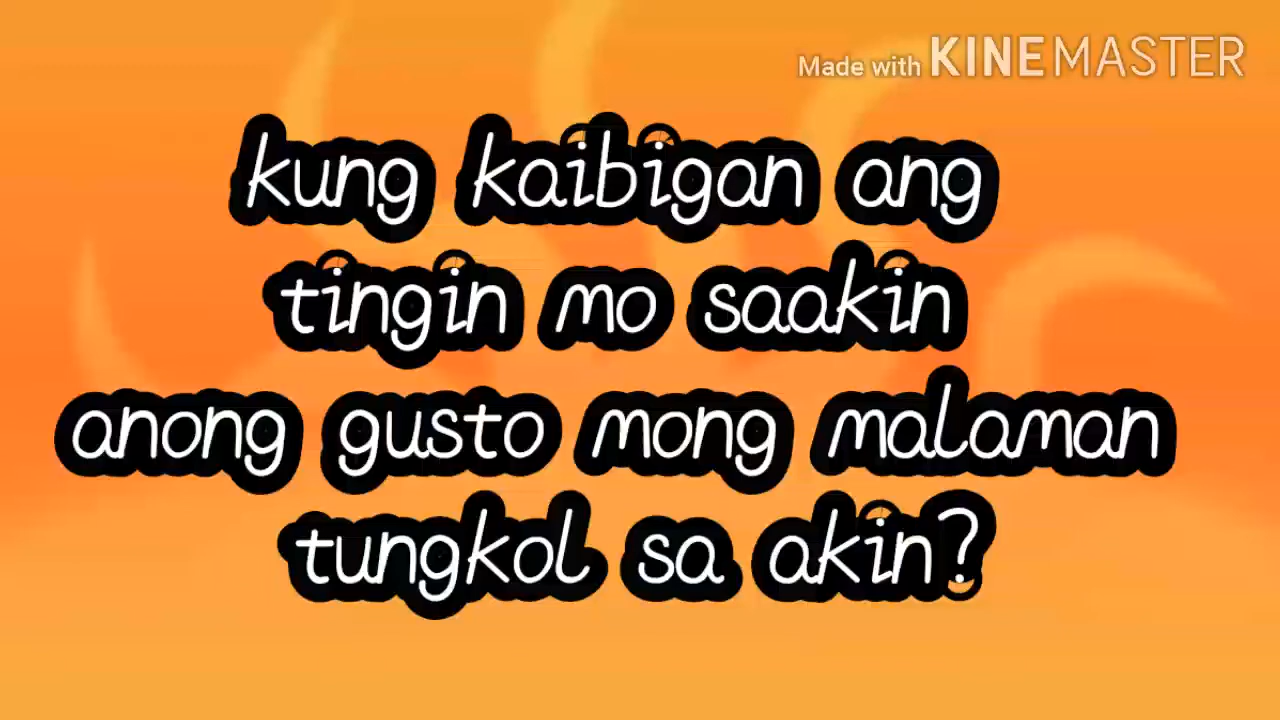 Made with KINEMASTER
kung kaibigan ang
tingin mo saakin
anong gusto mong malaman
tungkol sa akin?